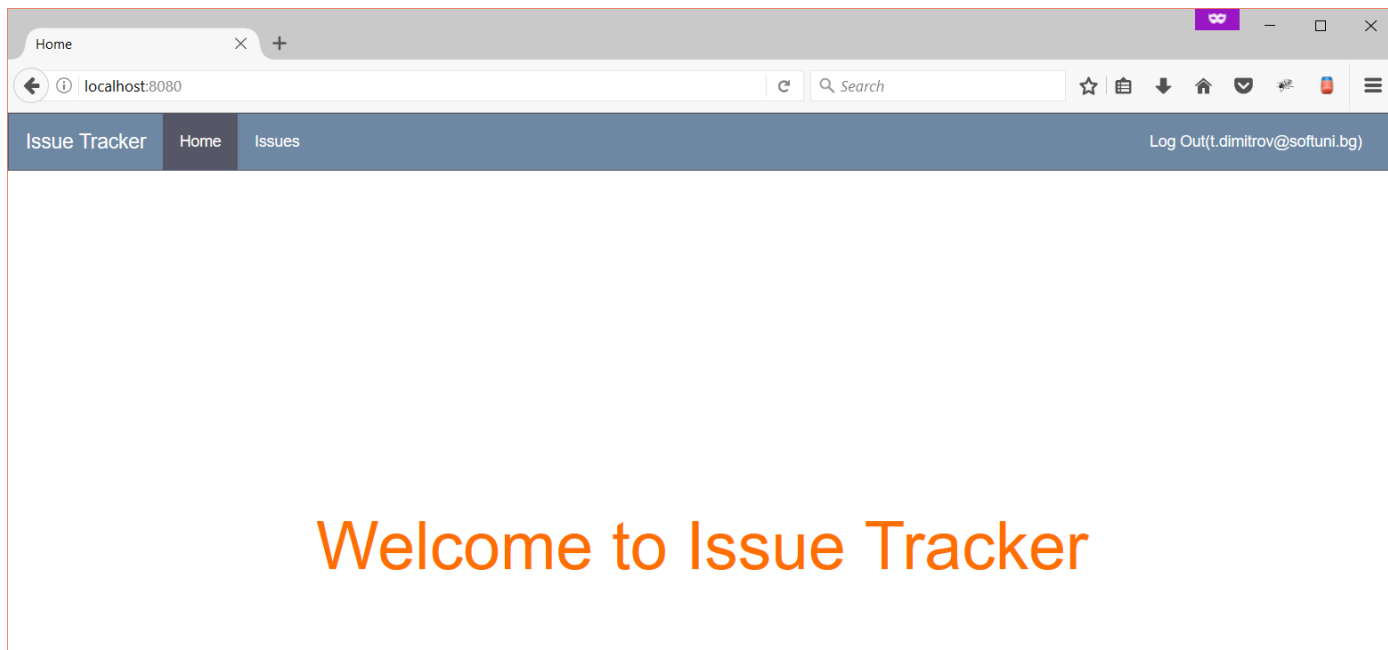 Home
localhost:8080
Search
Issue Tracker Home Issues Log Out(t.dimitrov@softuni.bg)
Welcome to Issue Tracker